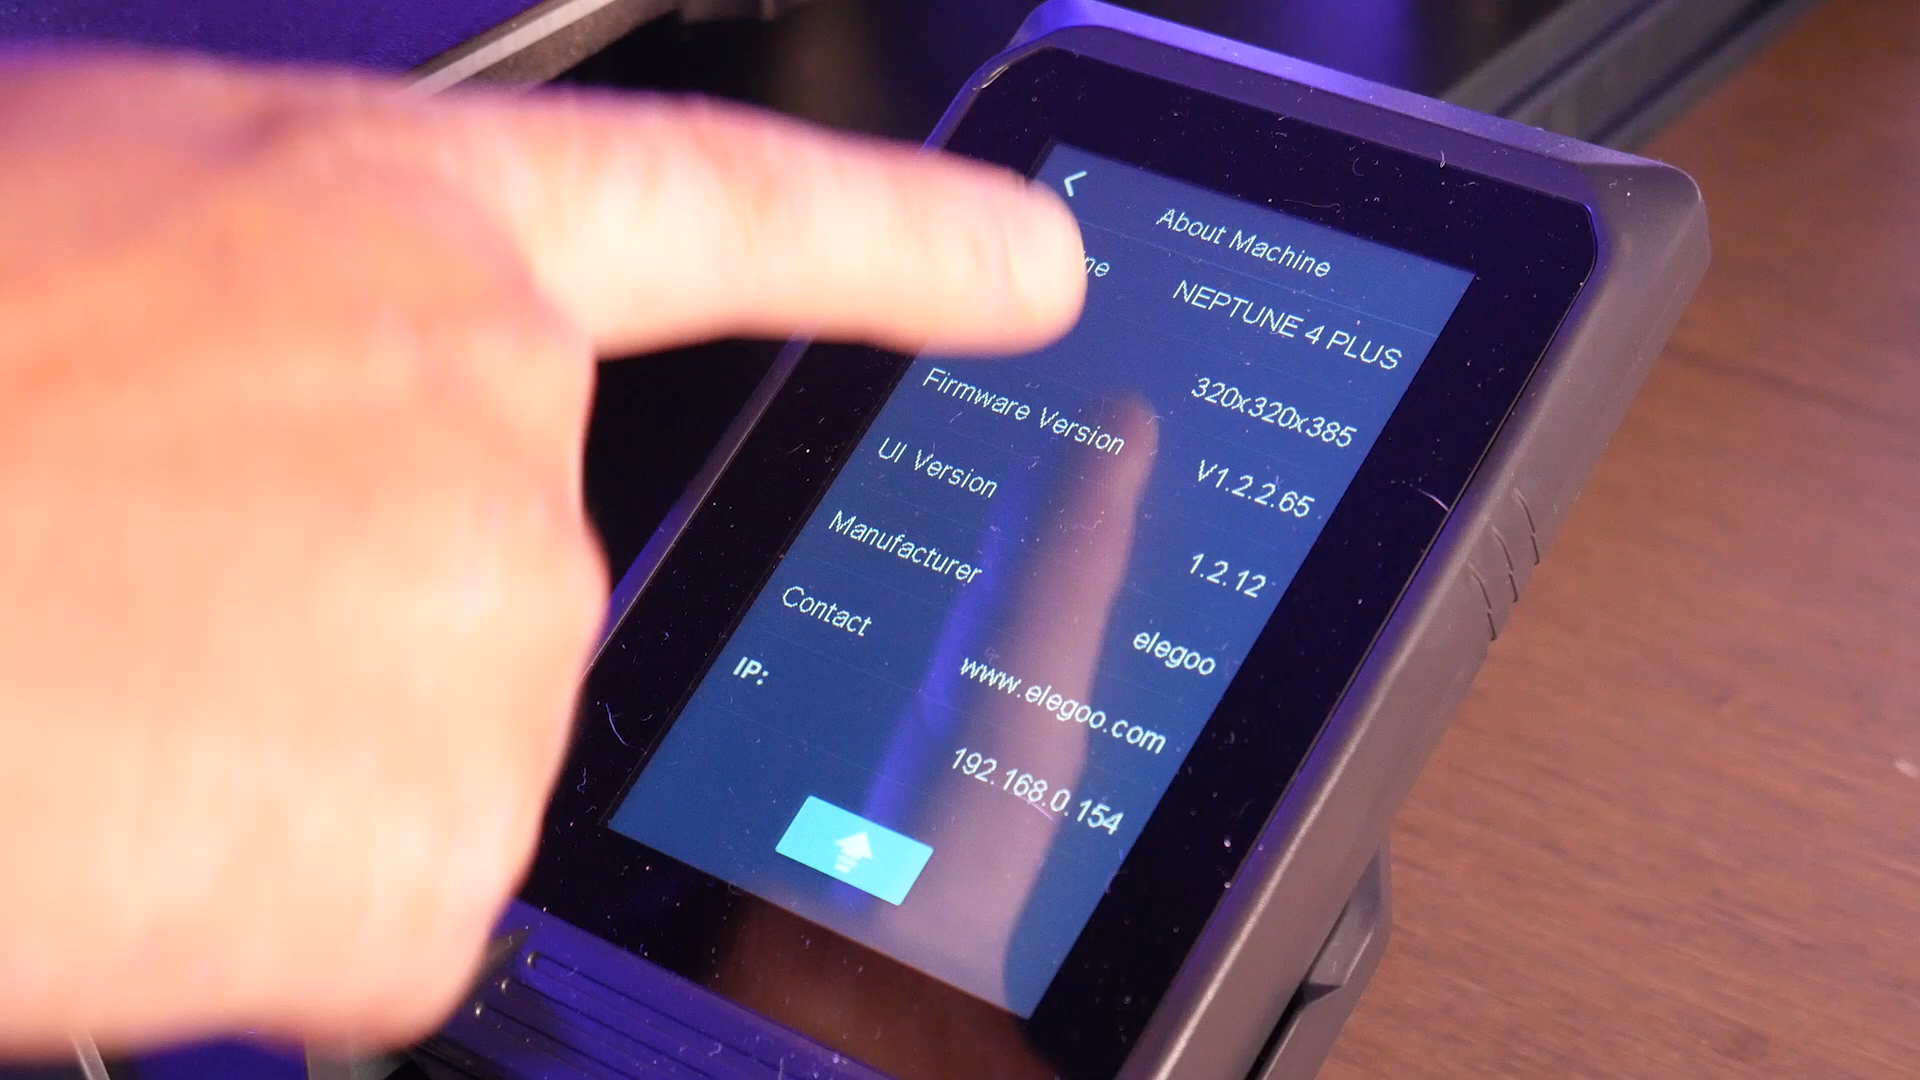 About Machine
NEPTUNE 4 PLUS
320x320x385
Firmware Version V1.2.2.65
UI Version 1.2.12
Manufacturer elegoo
Contact www.elegoo.com
IP: 192.168.0.154